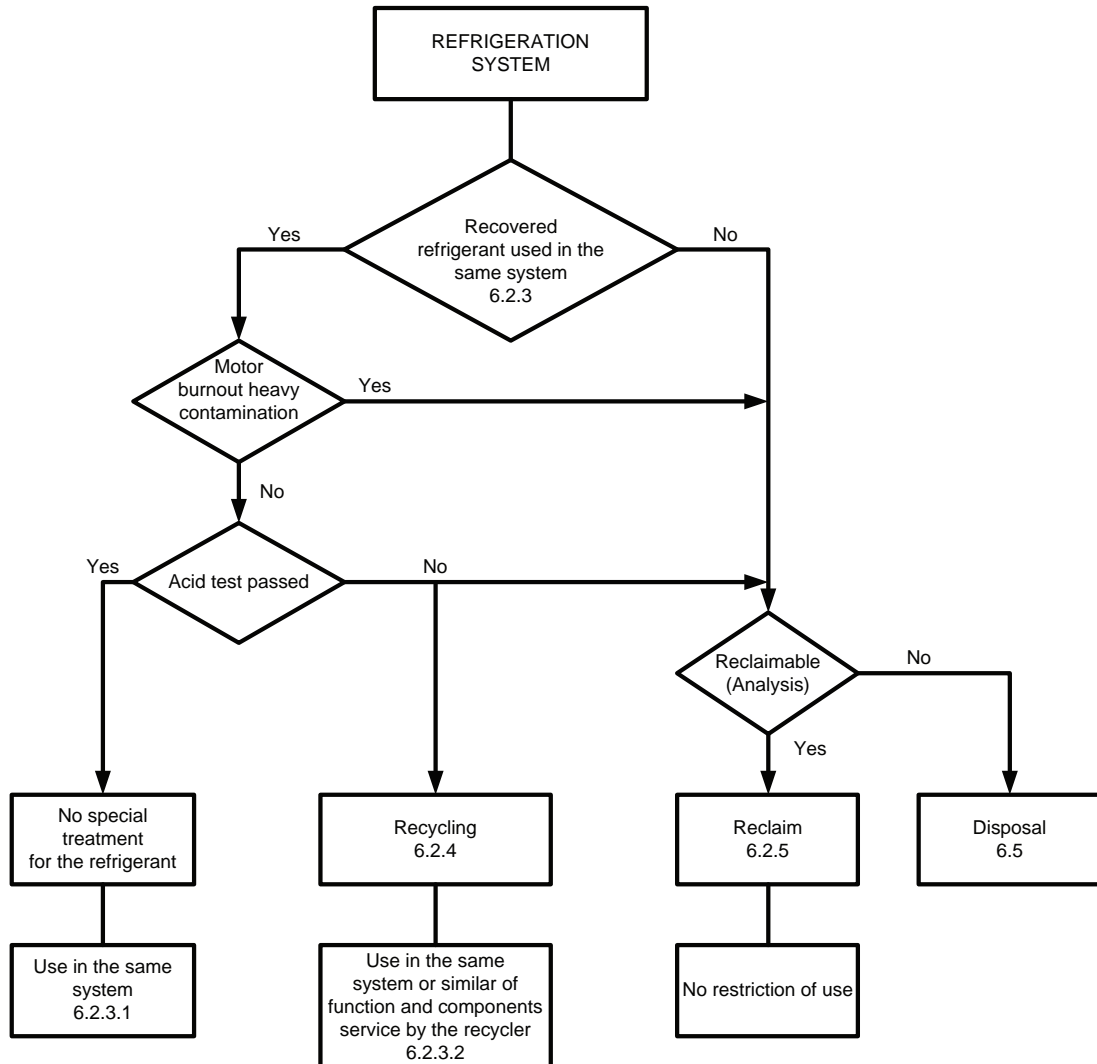 REFRIGERATION
SYSTEM
Recovered
refrigerant used in the
same system
6.2.3
Yes
No
Motor
burnout heavy
contamination
Yes
No
Acid test passed
Yes
No
Reclaimable
(Analysis)
No
Yes
No special
treatment
for the refrigerant
Recycling
6.2.4
Reclaim
6.2.5
Disposal
6.5
Use in the same
system
6.2.3.1
Use in the same
system or similar of
function and components
service by the recycler
6.2.3.2
No restriction of use